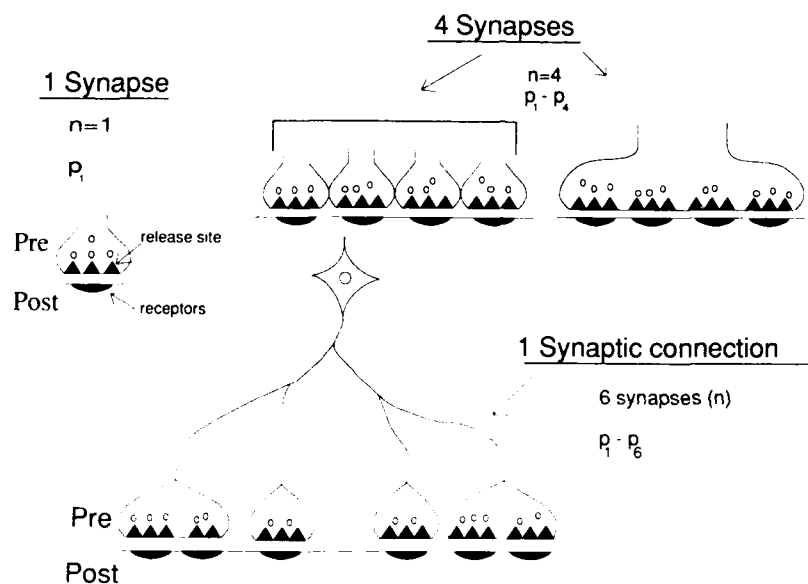 4 Synapses
n=4
p1 - p4
1 Synapse
n=1
p1
Pre
release site
Post
receptors
1 Synaptic connection
6 synapses (n)
p1 - p6
Pre
Post